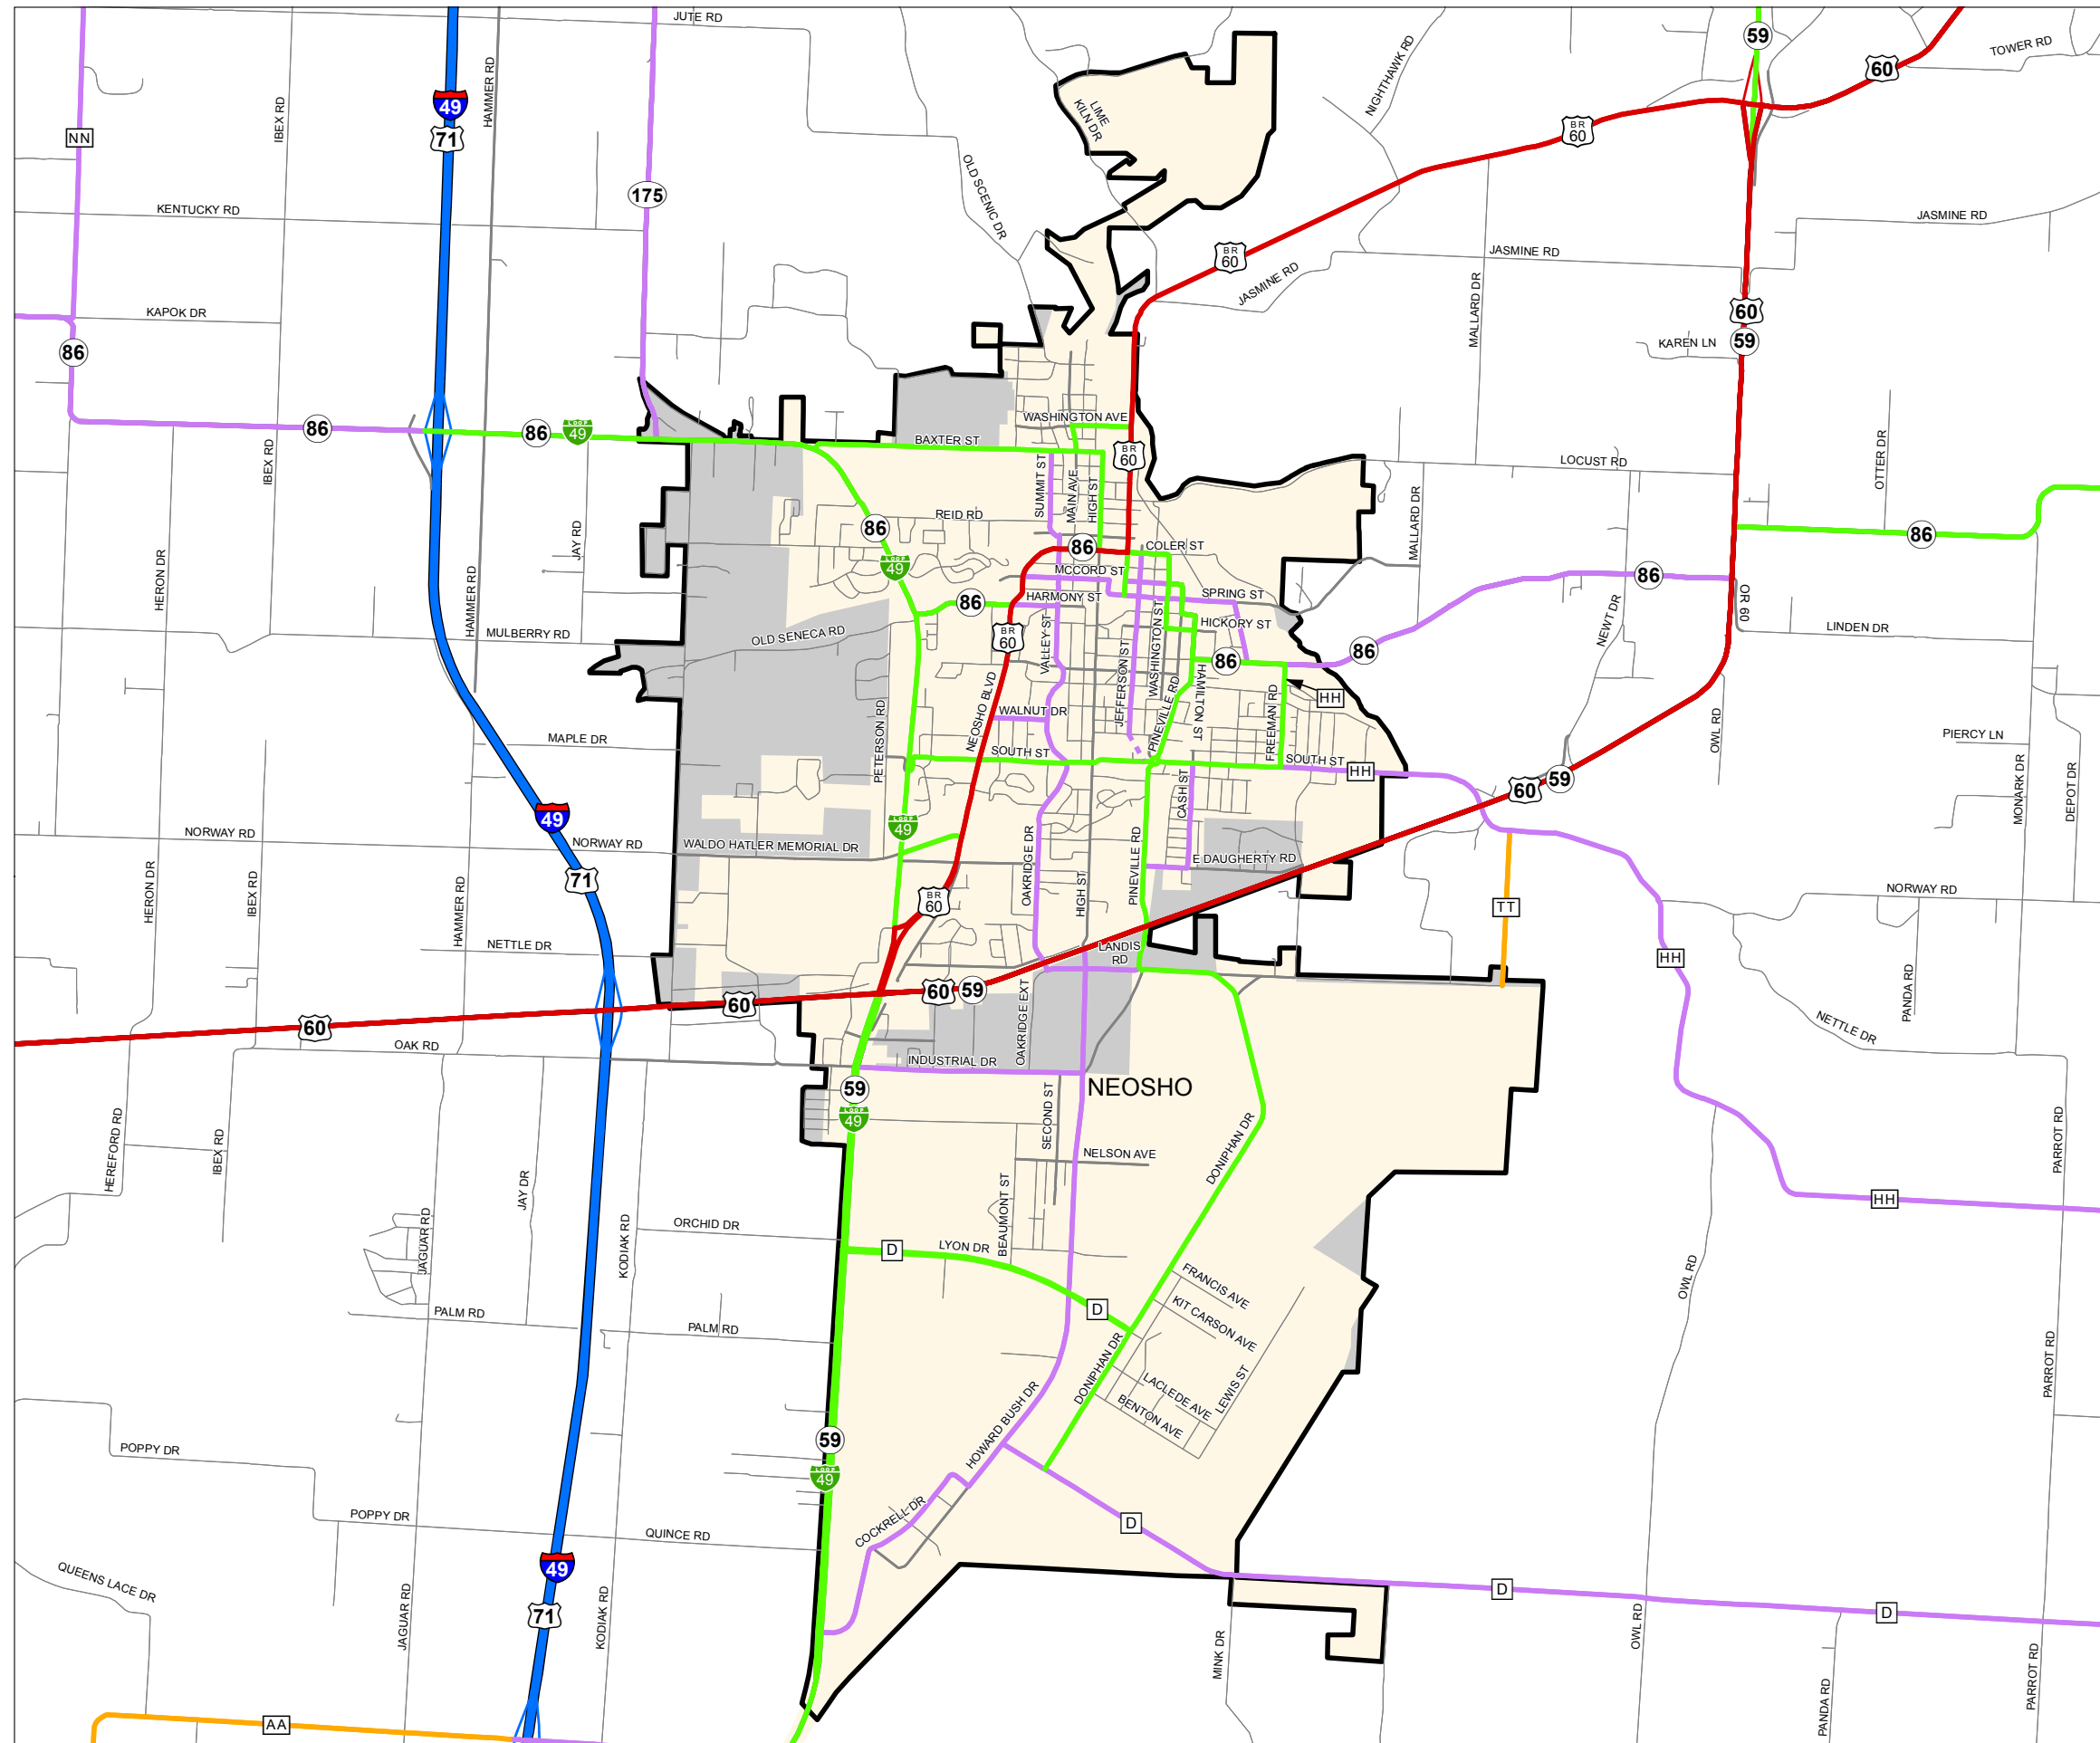 JUTE RD
59
60
TOWER RD
49
71
HAMMER RD
IBEX RD
NN
LIME
KILN DR
NIGHTHAWK RD
BR
60
175
OLD SCENIC DR
KENTUCKY RD
JASMINE RD
JASMINE RD
BR
60
JASMINE RD
MALLARD DR
KAPOK DR
60
59
KAREN LN
86
86
86
LOOP
49
WASHINGTON AVE
BAXTER ST
BR
60
SUMMIT ST
MAIN AVE
HIGH ST
LOCUST RD
OTTER DR
IBEX RD
MALLARD DR
REID RD
86
86
86
JAY RD
COLER ST
LOOP
49
MCCORD ST
86
HERON DR
HAMMER RD
HARMONY ST
86
SPRING ST
OR 60
NEWT DR
HICKORY ST
LINDEN DR
MULBERRY RD
OLD SENECA RD
BR
60
VALLEY ST
JEFFERSON ST
WASHINGTON ST
86
86
HAMILTON ST
HH
FREEMAN RD
PINEVILLE RD
NEOSHO BLVD
WALNUT DR
PETERSON RD
MAPLE DR
SOUTH ST
SOUTH ST
HH
OWL RD
PIERCY LN
MONARK DR
DEPOT DR
60
59
CASH ST
49
LOOP
49
NORWAY RD
NORWAY RD
WALDO HATLER MEMORIAL DR
OAKRIDGE DR
HIGH ST
PINEVILLE RD
E DAUGHERTY RD
71
HERON DR
IBEX RD
HAMMER RD
BR
60
TT
NORWAY RD
NETTLE DR
LANDIS
RD
HH
PANDA RD
60
59
60
60
OAKRIDGE EXT
NETTLE DR
OAK RD
INDUSTRIAL DR
NEOSHO
59
LOOP
49
SECOND ST
HEREFORD RD
IBEX RD
DONIPHAN DR
PARROT RD
NELSON AVE
JAY DR
BEAUMONT ST
HH
JAGUAR RD
KODIAK RD
ORCHID DR
D
LYON DR
OWL RD
FRANCIS AVE
D
KIT CARSON AVE
PALM RD
PALM RD
DONIPHAN DR
PARROT RD
LACLEDE AVE
LEWIS ST
BENTON AVE
HOWARD BUSH DR
59
LOOP
49
POPPY DR
POPPY DR
COCKRELL DR
D
QUINCE RD
49
QUEENS LACE DR
D
D
71
JAGUAR RD
KODIAK RD
MINK DR
OWL RD
PANDA RD
PARROT RD
AA